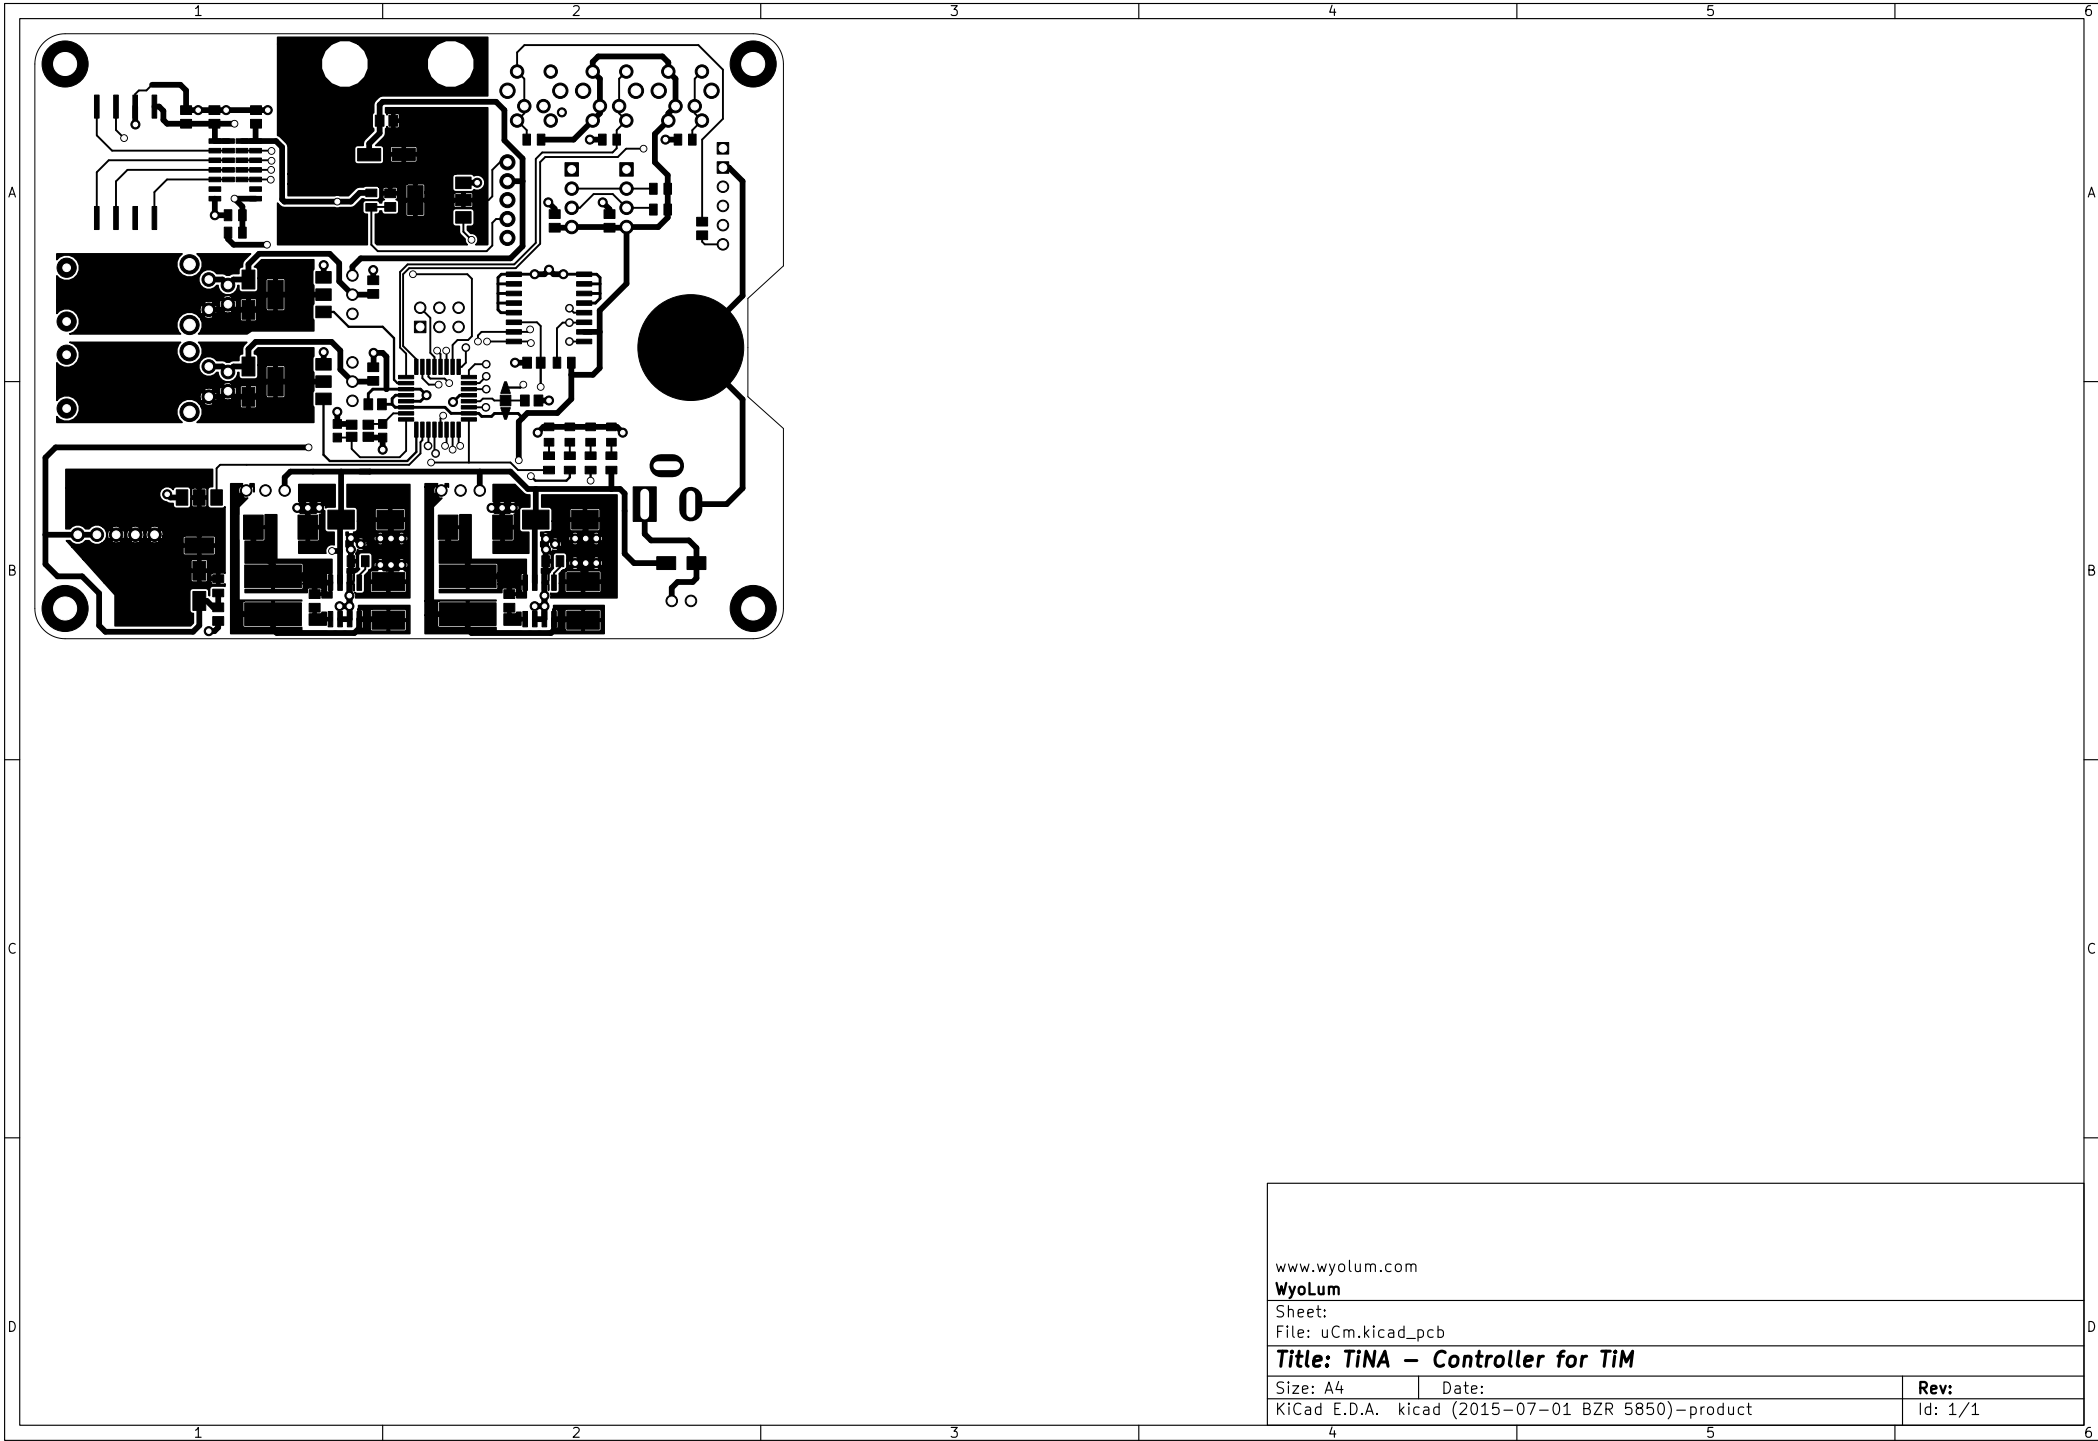 1 2 3 4 5 6
A A
B B
C C
www.wyolum.com
WyoLum
Sheet:
D D
File: uCm.kicad_pcb
Title: TiNA – Controller for TiM
Size: A4 Date: Rev:
KiCad E.D.A. kicad (2015-07-01 BZR 5850)-product Id: 1/1
1 2 3 4 5 6